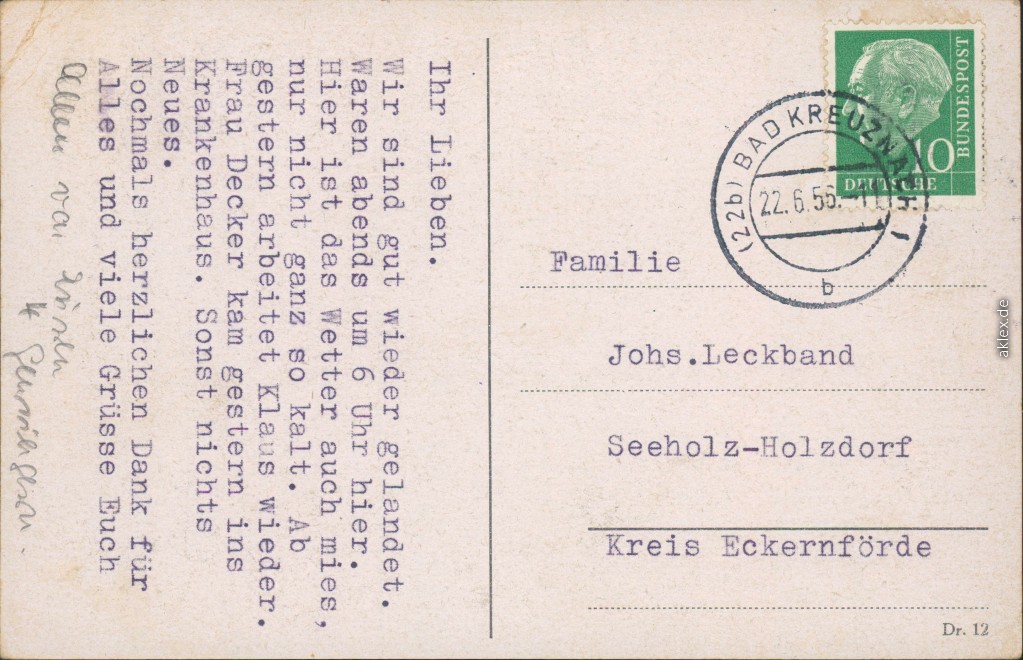 Ihr Lieben.
Wir sind gut wieder gelandet.
Waren abends um 6 Uhr hier.
Hier ist das Wetter auch mies,
nur nicht ganz so kalt. Ab
gestern arbeitet Klaus wieder.
Frau Decker kam gestern ins
Krankenhaus. Sonst nichts
Neues.
Nochmals herzlichen Dank für
Alles und viele Grüsse Euch
Allen von
DEUTSCHE
BUNDESPOST
10
(22b) BAD KREUZNACH 1
22.6.56.
b
Familie
Johs.Leckband
Seeholz-Holzdorf
Kreis Eckernförde
Dr. 12
aklex.de